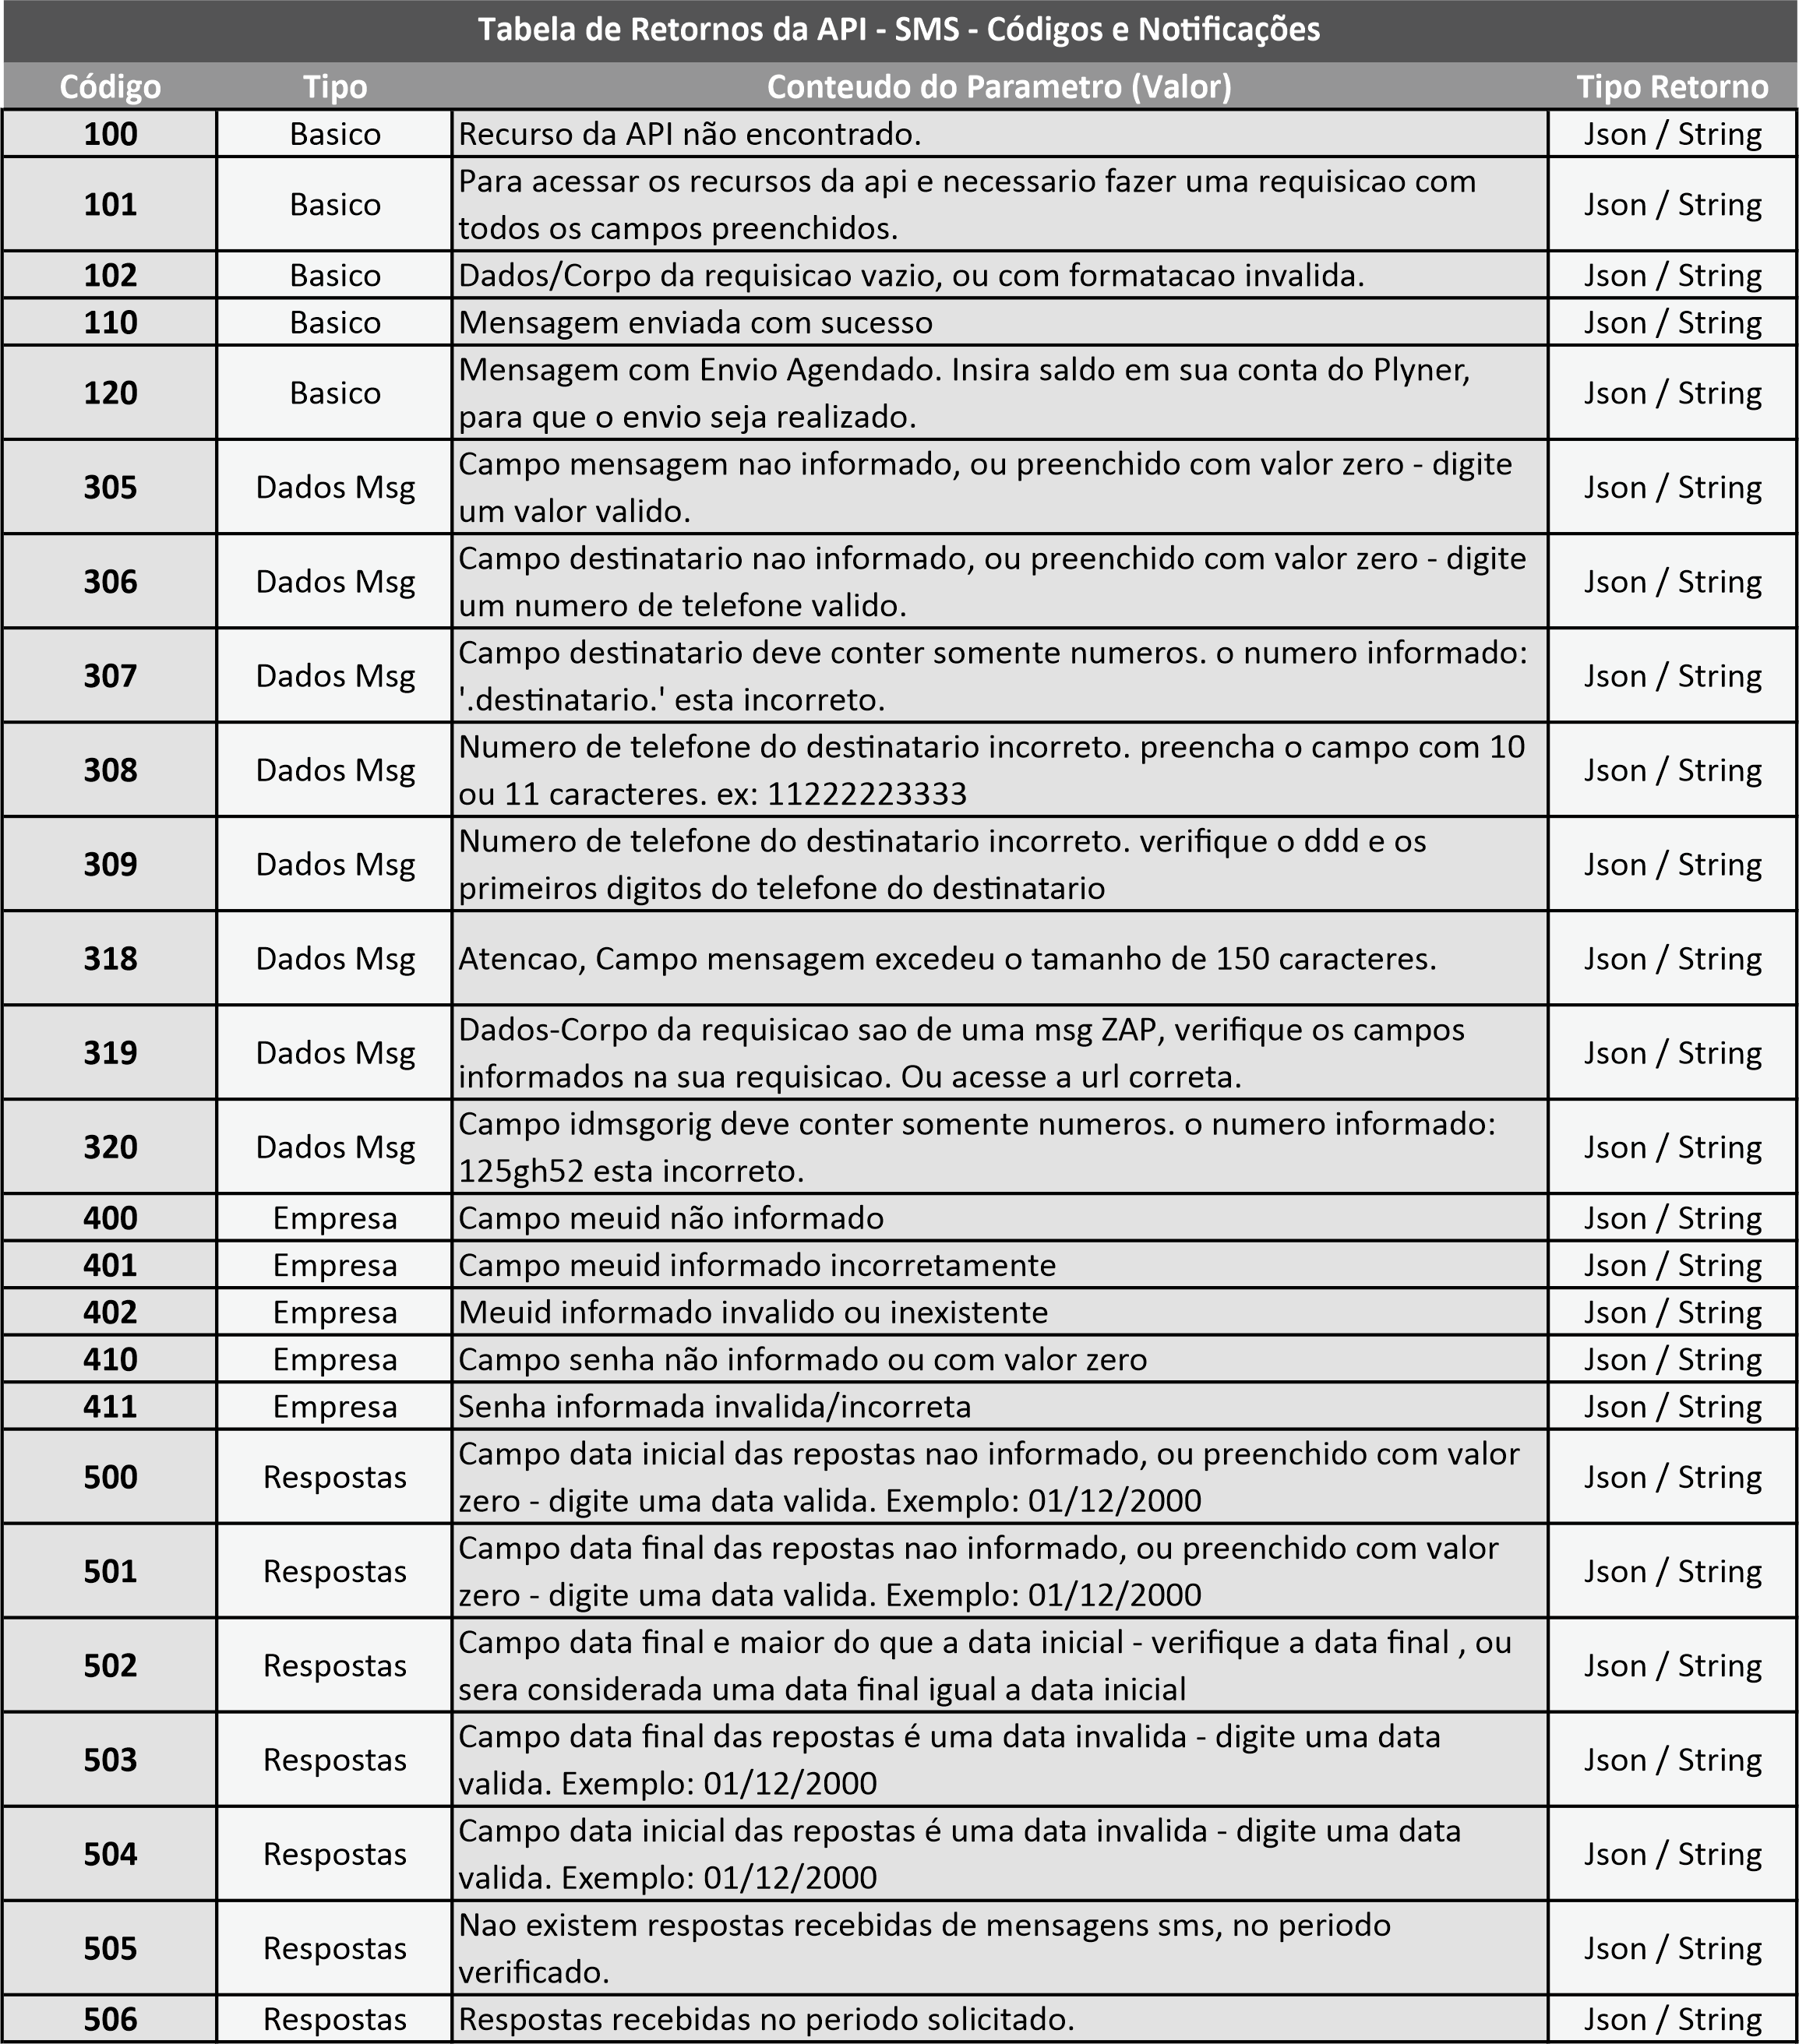 Tabela de Retornos da API - SMS - Códigos e Notificações
Código Tipo Conteudo do Parametro (Valor) Tipo Retorno
100 Basico Recurso da API não encontrado. Json / String
Para acessar os recursos da api e necessario fazer uma requisicao com
101 Basico Json / String
todos os campos preenchidos.
102 Basico Dados/Corpo da requisicao vazio, ou com formatacao invalida. Json / String
110 Basico Mensagem enviada com sucesso Json / String
Mensagem com Envio Agendado. Insira saldo em sua conta do Plyner,
120 Basico Json / String
para que o envio seja realizado.
Campo mensagem nao informado, ou preenchido com valor zero - digite
305 Dados Msg Json / String
um valor valido.
Campo destinatario nao informado, ou preenchido com valor zero - digite
306 Dados Msg Json / String
um numero de telefone valido.
Campo destinatario deve conter somente numeros. o numero informado:
307 Dados Msg Json / String
'.destinatario.' esta incorreto.
Numero de telefone do destinatario incorreto. preencha o campo com 10
308 Dados Msg Json / String
ou 11 caracteres. ex: 11222223333
Numero de telefone do destinatario incorreto. verifique o ddd e os
309 Dados Msg Json / String
primeiros digitos do telefone do destinatario
318 Dados Msg Atencao, Campo mensagem excedeu o tamanho de 150 caracteres. Json / String
Dados-Corpo da requisicao sao de uma msg ZAP, verifique os campos
319 Dados Msg Json / String
informados na sua requisicao. Ou acesse a url correta.
Campo idmsgorig deve conter somente numeros. o numero informado:
320 Dados Msg Json / String
125gh52 esta incorreto.
400 Empresa Campo meuid não informado Json / String
401 Empresa Campo meuid informado incorretamente Json / String
402 Empresa Meuid informado invalido ou inexistente Json / String
410 Empresa Campo senha não informado ou com valor zero Json / String
411 Empresa Senha informada invalida/incorreta Json / String
Campo data inicial das repostas nao informado, ou preenchido com valor
500 Respostas Json / String
zero - digite uma data valida. Exemplo: 01/12/2000
Campo data final das repostas nao informado, ou preenchido com valor
501 Respostas Json / String
zero - digite uma data valida. Exemplo: 01/12/2000
Campo data final e maior do que a data inicial - verifique a data final , ou
502 Respostas Json / String
sera considerada uma data final igual a data inicial
Campo data final das repostas é uma data invalida - digite uma data
503 Respostas Json / String
valida. Exemplo: 01/12/2000
Campo data inicial das repostas é uma data invalida - digite uma data
504 Respostas Json / String
valida. Exemplo: 01/12/2000
Nao existem respostas recebidas de mensagens sms, no periodo
505 Respostas Json / String
verificado.
506 Respostas Respostas recebidas no periodo solicitado. Json / String